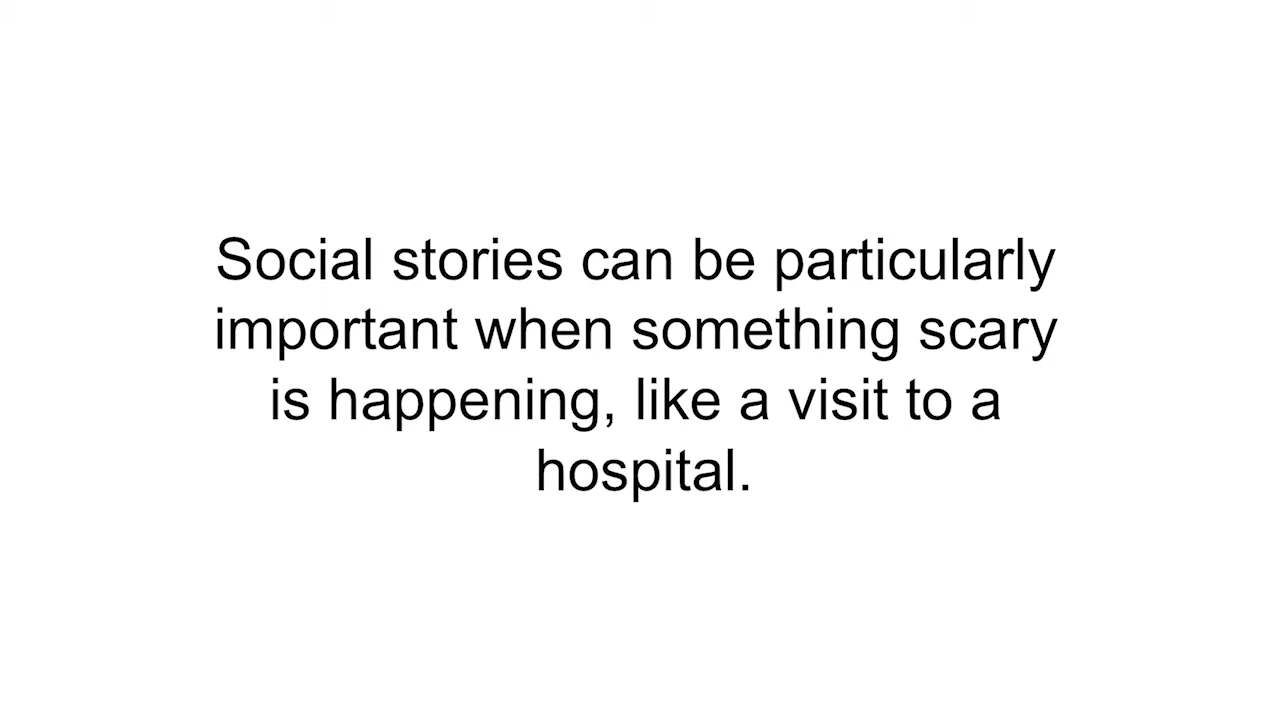 Social stories can be particularly
important when something scary
is happening, like a visit to a
hospital.